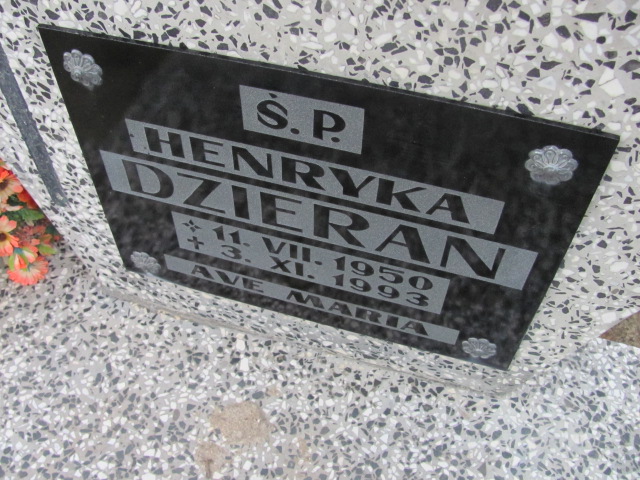 Ś.P.
HENRYKA
DZIERAN
* 11. VII. 1950
+ 3. XI. 1993
AVE MARIA